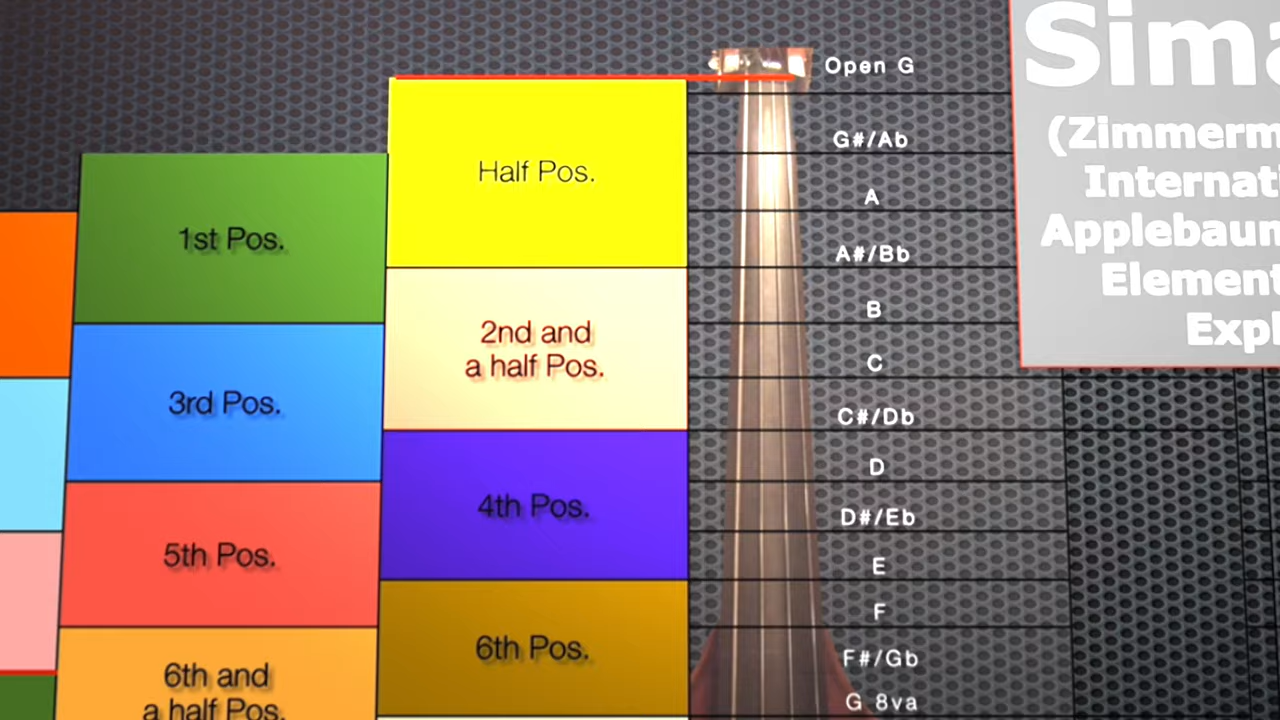 Open G
G#/Ab
A
A#/Bb
B
C
C#/Db
D
D#/Eb
E
F
F#/Gb
G 8va
Half Pos.
2nd and
a half Pos.
4th Pos.
6th Pos.
1st Pos.
3rd Pos.
5th Pos.
6th and
a half Pos.